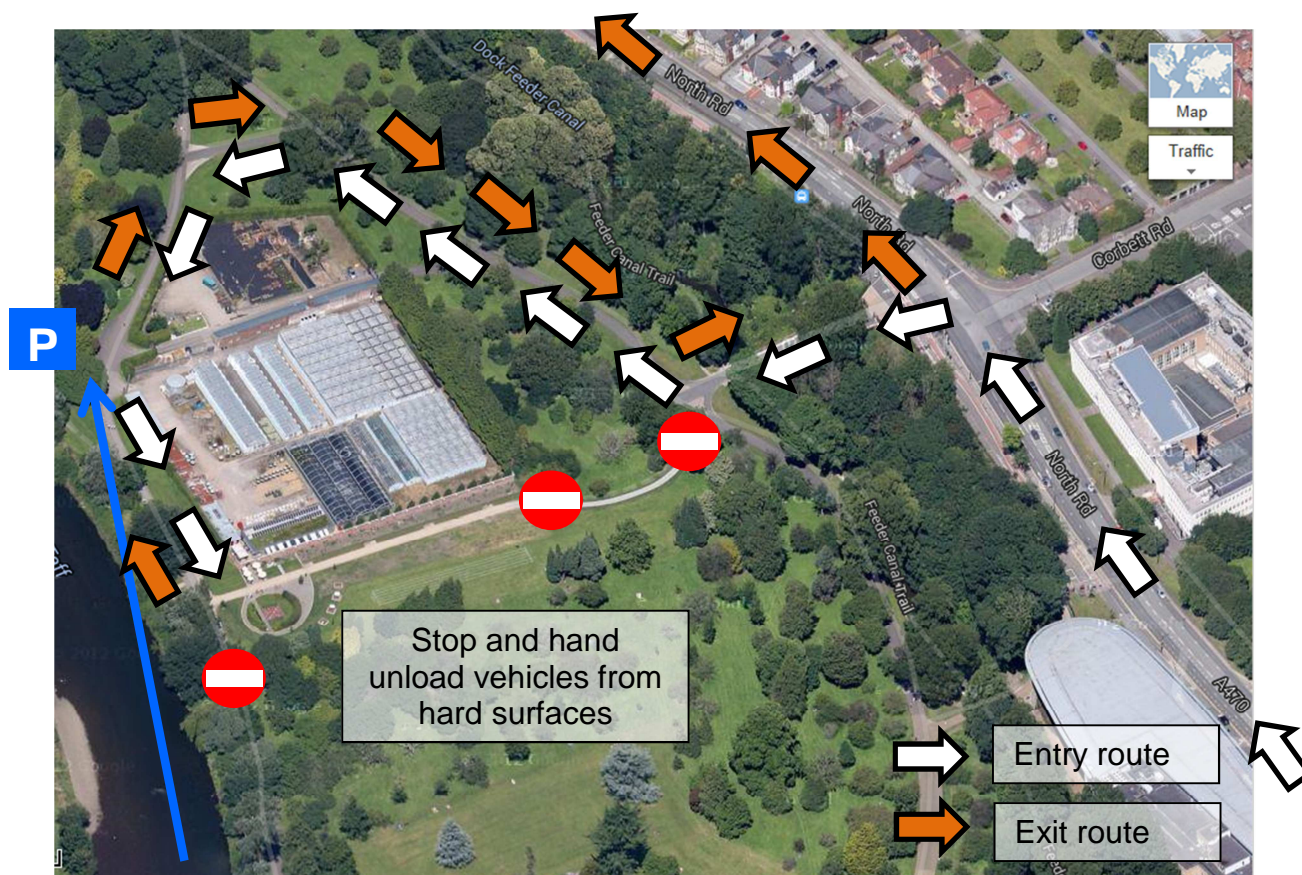 Dock Feeder Canal
North Rd
Map
Traffic
North Rd
Corbett Rd
Feeder Canal Trail
P
North Rd
Feeder Canal Trail
Taff
Stop and hand
unload vehicles from
hard surfaces
A470
Entry route
Exit route